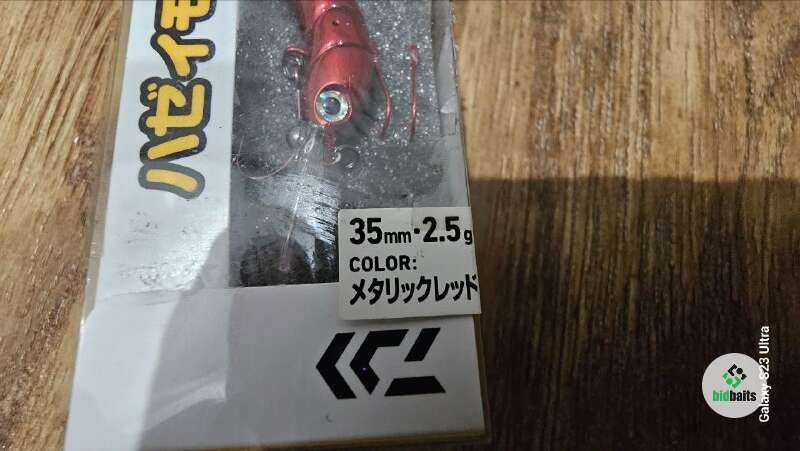 ハゼイモ
35mm・2.5g
COLOR:
メタリックレッド
bidbaits
Galaxy S23 Ultra